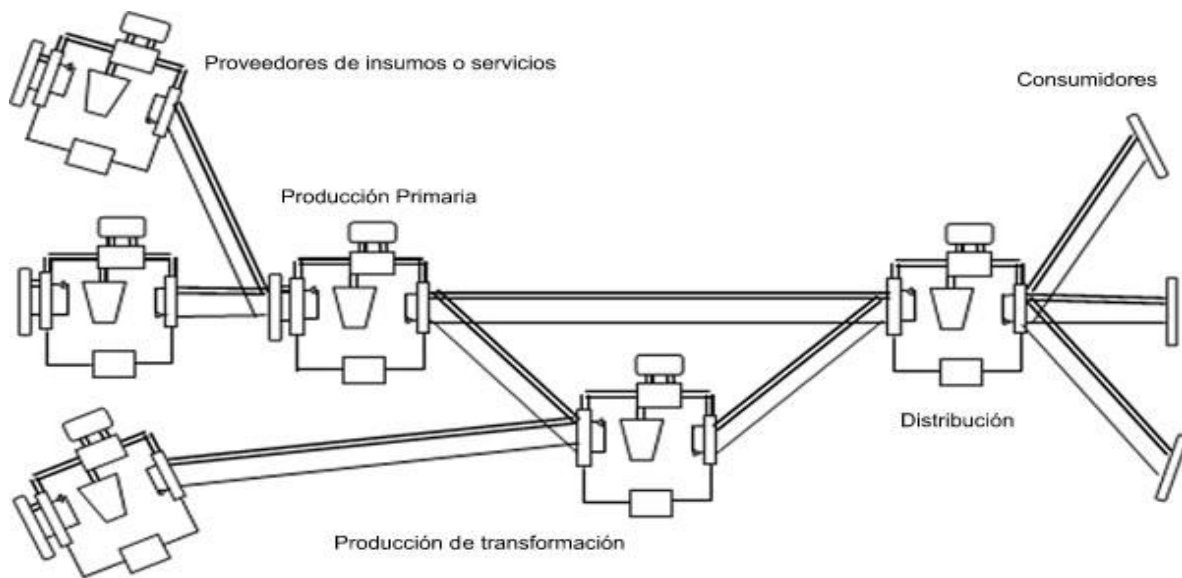 Proveedores de insumos o servicios
Consumidores
Producción Primaria
Distribución
Producción de transformación